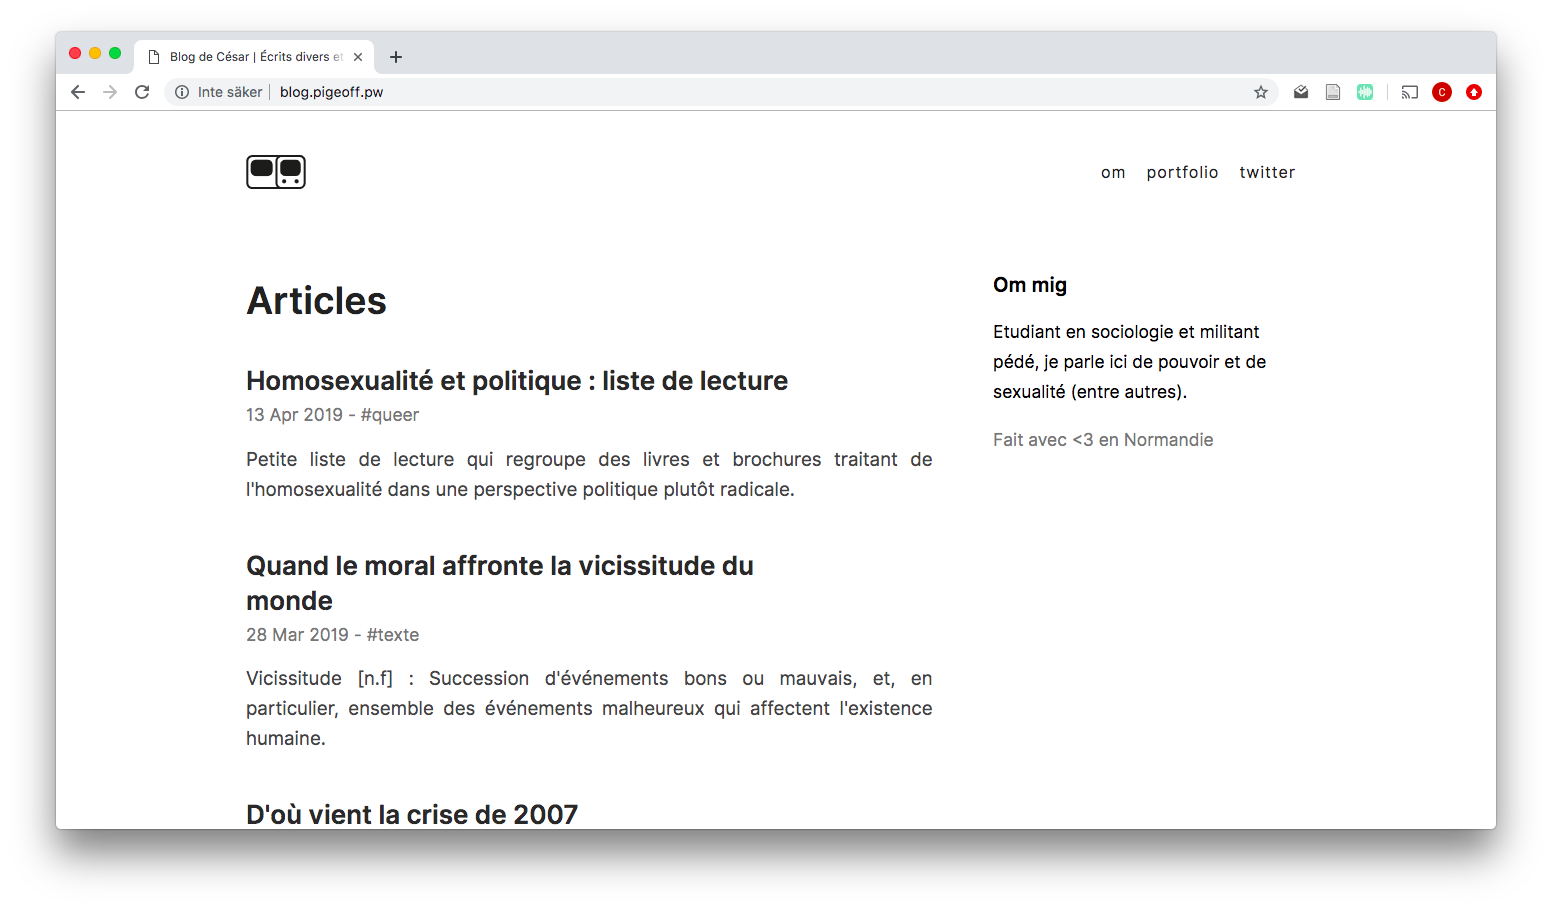 Blog de César | Écrits divers et
Inte säker
blog.pigeoff.pw
C
om portfolio twitter
Articles
Homosexualité et politique : liste de lecture
13 Apr 2019 - #queer
Petite liste de lecture qui regroupe des livres et brochures traitant de
l'homosexualité dans une perspective politique plutôt radicale.
Quand le moral affronte la vicissitude du
monde
28 Mar 2019 - #texte
Vicissitude [n.f] : Succession d'événements bons ou mauvais, et, en
particulier, ensemble des événements malheureux qui affectent l'existence
humaine.
D'où vient la crise de 2007
Om mig
Etudiant en sociologie et militant
pédé, je parle ici de pouvoir et de
sexualité (entre autres).
Fait avec <3 en Normandie